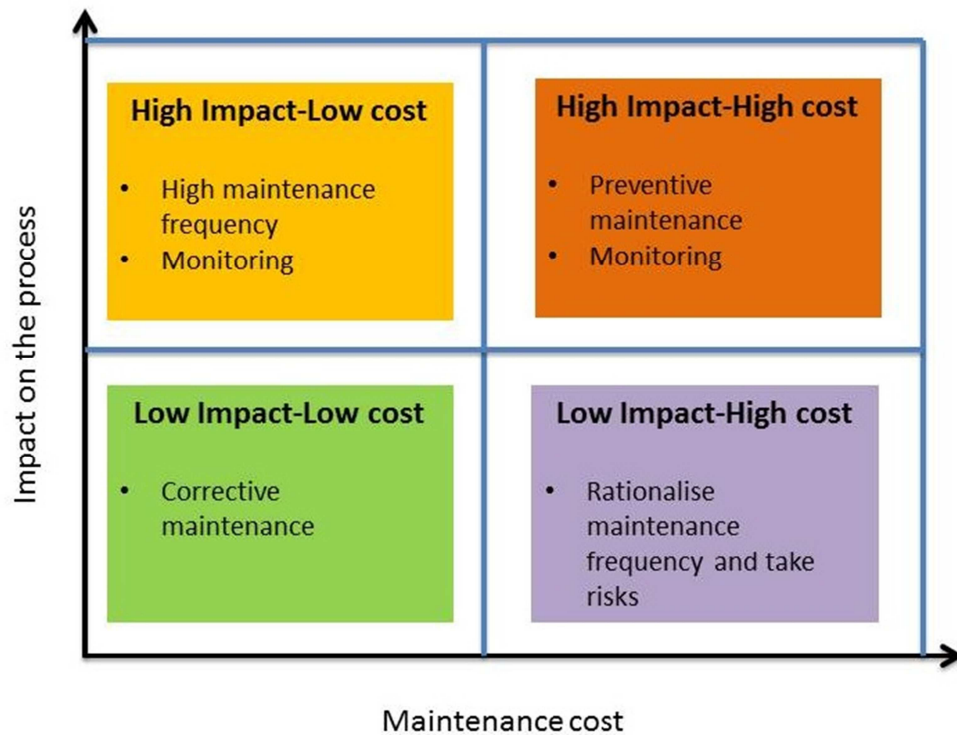 Impact on the process
High Impact-Low cost
• High maintenance
frequency
• Monitoring
High Impact-High cost
• Preventive
maintenance
• Monitoring
Low Impact-Low cost
• Corrective
maintenance
Low Impact-High cost
• Rationalise
maintenance
frequency and take
risks
Maintenance cost